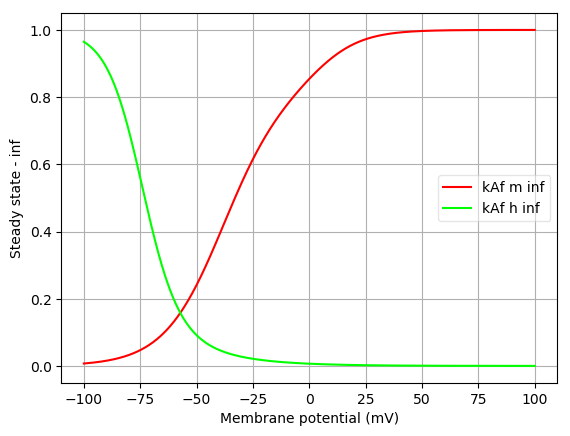 1.0
0.8
0.6
0.4
0.2
0.0
Steady state - inf
kAf m inf
kAf h inf
−100 −75 −50 −25 0 25 50 75 100
Membrane potential (mV)